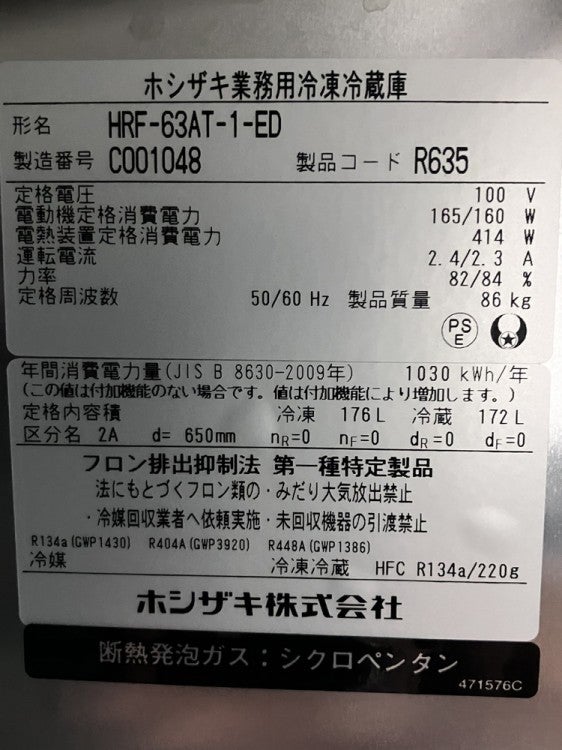 ホシザキ業務用冷凍冷蔵庫
形名 HRF-63AT-1-ED
製造番号 C001048 製品コード R635
定格電圧 100 V
電動機定格消費電力 165/160 W
電熱装置定格消費電力 414 W
運転電流 2.4/2.3 A
力率 82/84 %
定格周波数 50/60 Hz 製品質量 86 kg
PS
E
年間消費電力量(JIS B 8630-2009年) 1030 kWh/年
(この値は付加機能のない場合です。値は付加機能により増加します。)
定格内容積 冷凍 176L 冷蔵 172L
区分名 2A d= 650mm nR=0 nF=0 dR=0 dF=0
フロン排出抑制法 第一種特定製品
法にもとづくフロン類の・みだり大気放出禁止
・冷媒回収業者へ依頼実施・未回収機器の引渡禁止
R134a(GWP1430) R404A(GWP3920) R448A(GWP1386)
冷媒 冷凍冷蔵 HFC R134a/220g
ホシザキ株式会社
断熱発泡ガス:シクロペンタン
471576C